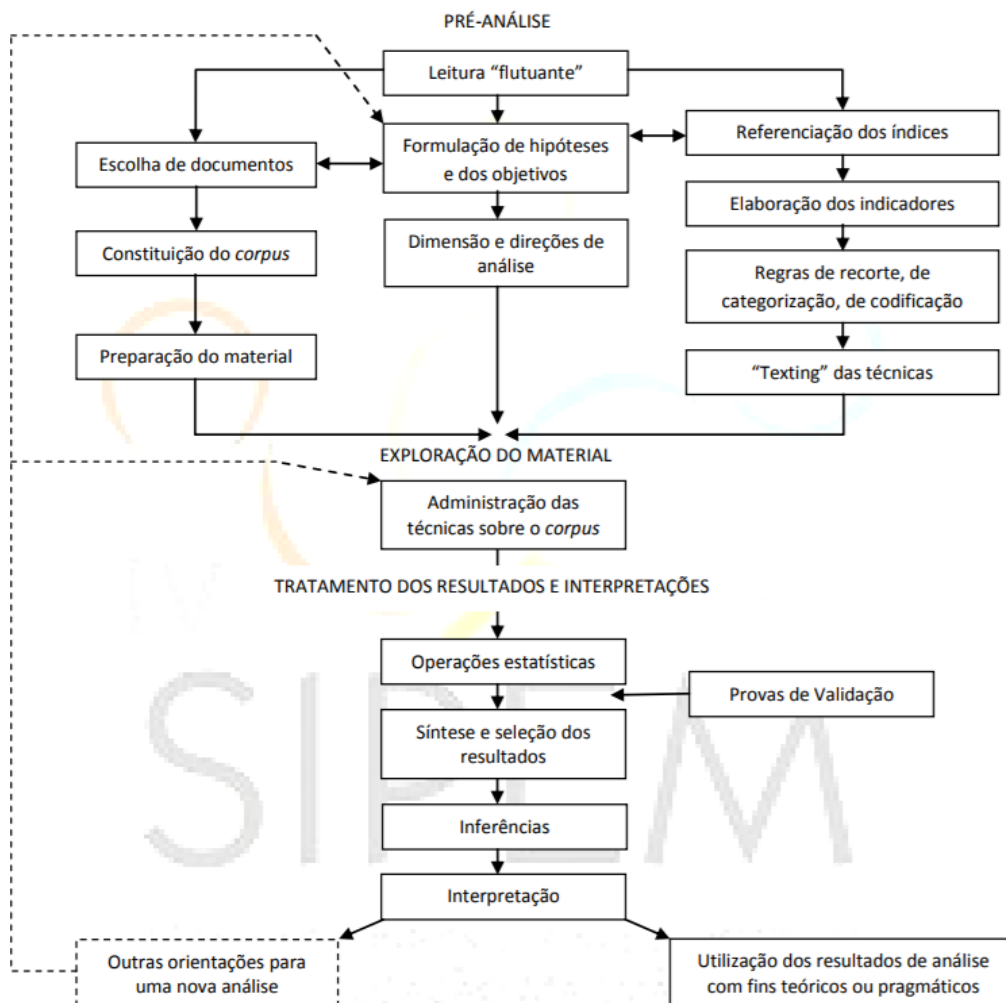 PRÉ-ANÁLISE
Leitura “flutuante”
Escolha de documentos
Formulação de hipóteses
e dos objetivos
Referenciação dos índices
Elaboração dos indicadores
Constituição do corpus
Dimensão e direções de
análise
Regras de recorte, de
categorização, de codificação
Preparação do material
“Texting” das técnicas
EXPLORAÇÃO DO MATERIAL
Administração das
técnicas sobre o corpus
TRATAMENTO DOS RESULTADOS E INTERPRETAÇÕES
Operações estatísticas
Provas de Validação
Síntese e seleção dos
resultados
Inferências
Interpretação
Outras orientações para
uma nova análise
Utilização dos resultados de análise
com fins teóricos ou pragmáticos
SIPEM